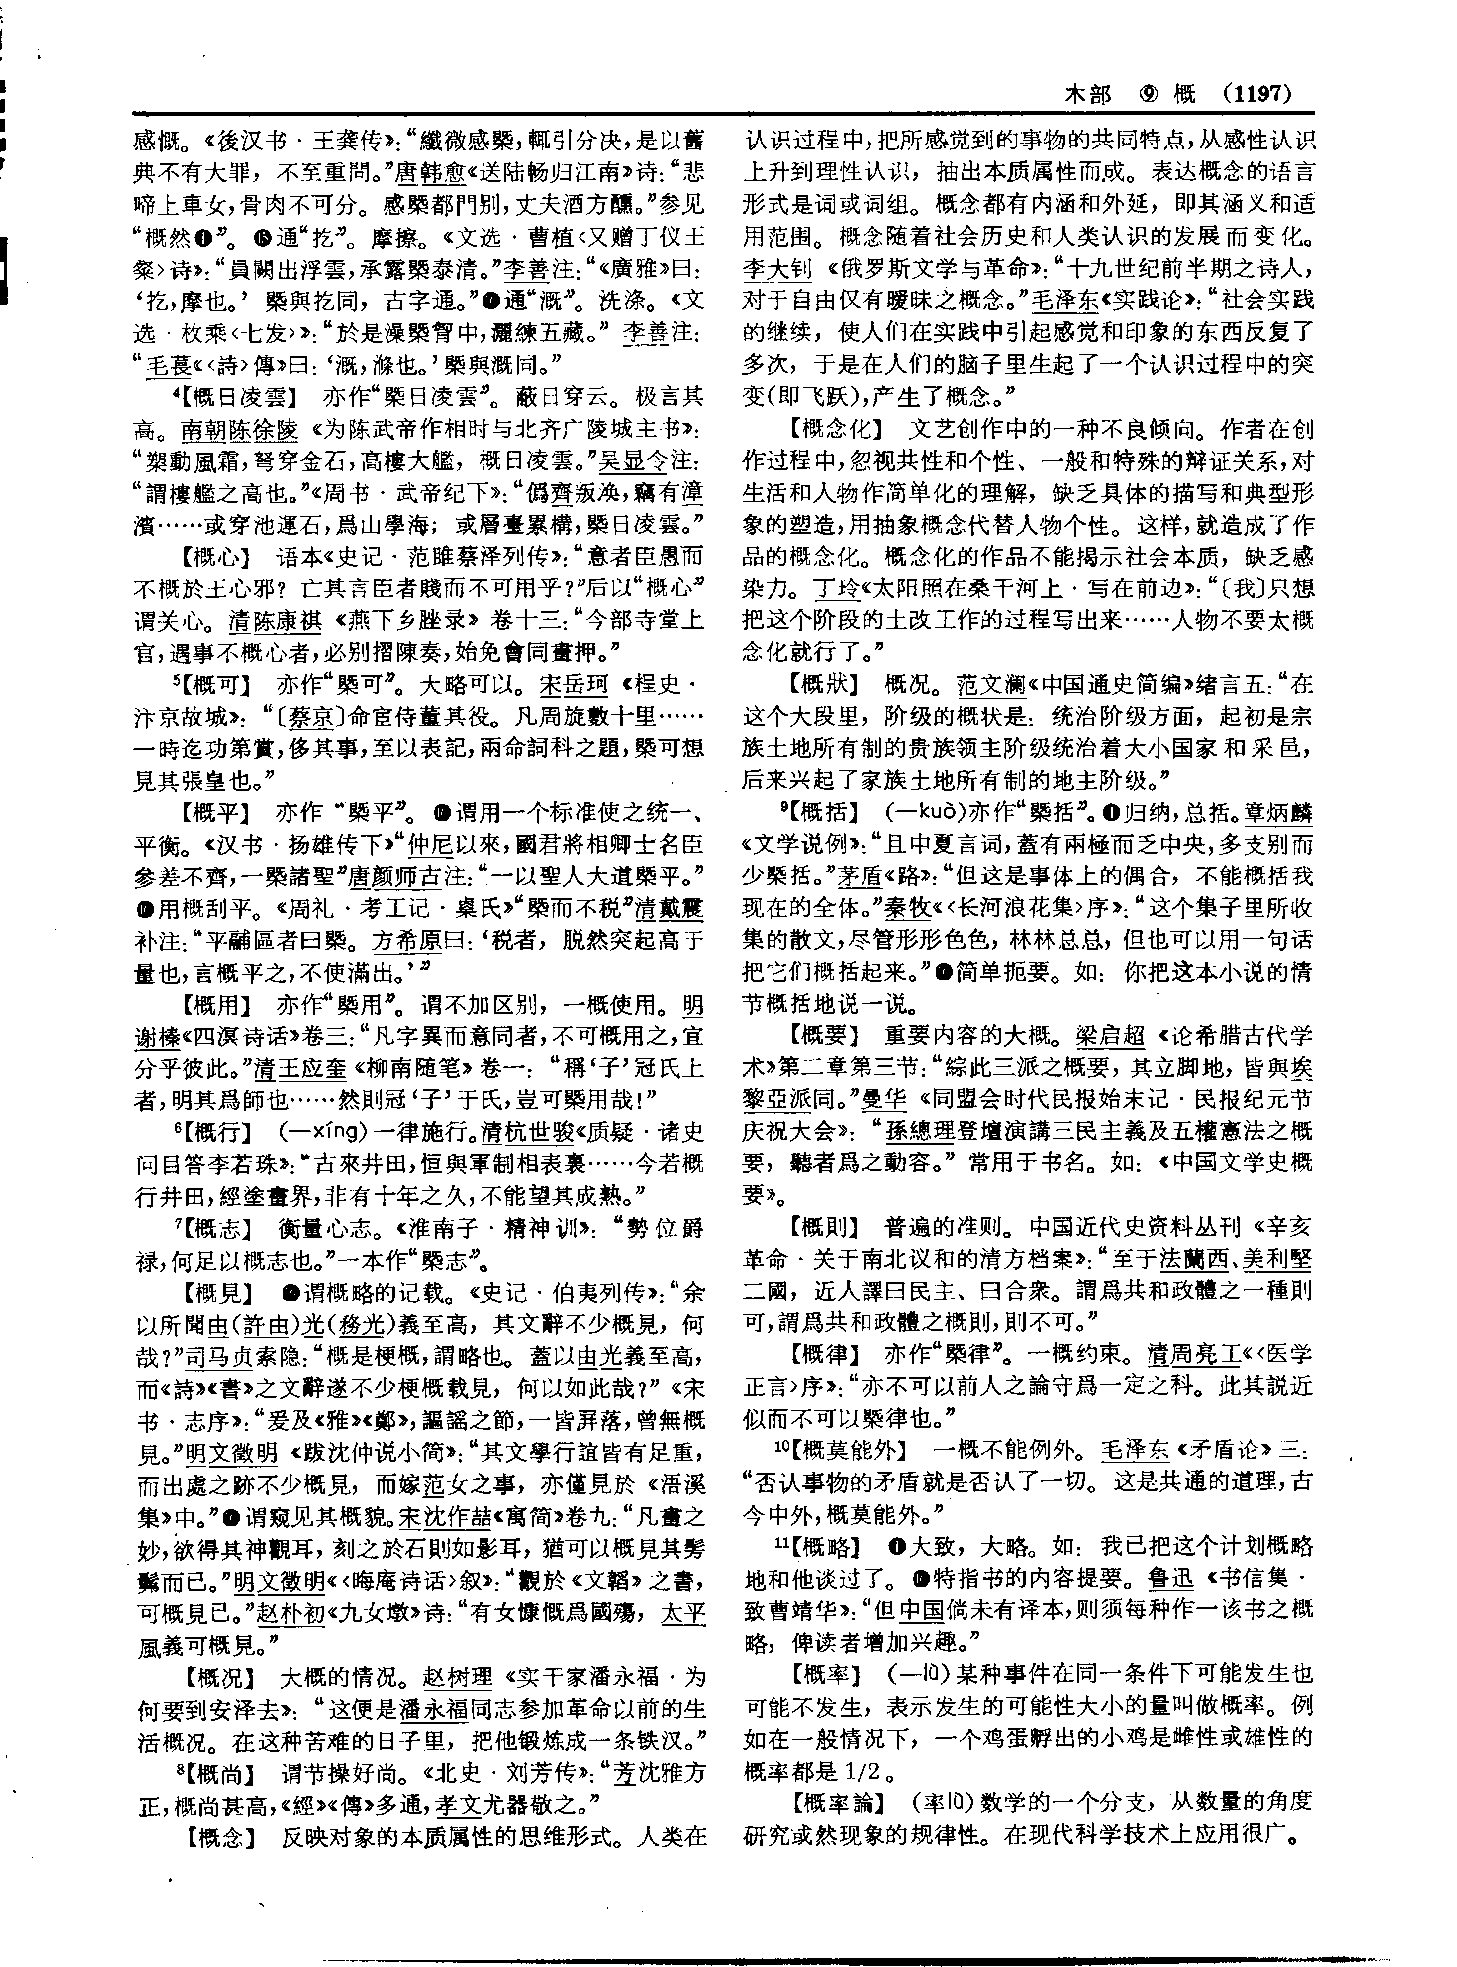 木部 ⑨ 概 (1197)
感慨。《後汉书·王龚传》：“纖微感槩，輒引分决，是以舊
典不有大罪，不至重問。”唐韩愈《送陆畅归江南》诗：“悲
啼上車女，骨肉不可分。感槩都門別，丈夫酒方醺。”参见
“概然❶”。⓰通“扢”。摩擦。《文选·曹植〈又赠丁仪王
粲〉诗》：“員闕出浮雲，承露槩泰清。”李善注：“《廣雅》曰：
‘扢，摩也。’槩與扢同，古字通。”⓱通“溉”。洗涤。《文
选·枚乘〈七发〉》：“於是澡槩胷中，灑練五藏。”李善注：
“毛萇《〈詩〉傳》曰：‘溉，滌也。’槩與溉同。”
4【概日凌雲】 亦作“槩日凌雲”。蔽日穿云。极言其
高。南朝陈徐陵《为陈武帝作相时与北齐广陵城主书》：
“槊動風霜，弩穿金石，高樓大艦，概日凌雲。”吴显令注：
“謂樓艦之高也。”《周书·武帝纪下》：“僞齊叛涣，竊有漳
濱……或穿池運石，爲山學海；或層臺累構，槩日凌雲。”
【概心】 语本《史记·范雎蔡泽列传》：“意者臣愚而
不概於王心邪？亡其言臣者賤而不可用乎？”后以“概心”
谓关心。清陈康祺《燕下乡脞录》卷十三：“今部寺堂上
官，遇事不概心者，必别摺陳奏，始免會同畫押。”
5【概可】 亦作“槩可”。大略可以。宋岳珂《桯史·
汴京故城》：“〔蔡京〕命宦侍董其役。凡周旋數十里……
一時迄功第賞，侈其事，至以表記，兩命詞科之題，槩可想
見其張皇也。”
【概平】 亦作“槩平”。❶谓用一个标准使之统一、
平衡。《汉书·扬雄传下》“仲尼以來，國君將相卿士名臣
參差不齊，一槩諸聖”唐颜师古注：“一以聖人大道槩平。”
❷用概刮平。《周礼·考工记·㮚氏》“槩而不税”清戴震
补注：“平鬴區者曰槩。方希原曰：‘税者，脱然突起高于
量也，言概平之，不使滿出。’”
【概用】 亦作“槩用”。谓不加区别，一概使用。明
谢榛《四溟诗话》卷三：“凡字異而意同者，不可概用之，宜
分乎彼此。”清王应奎《柳南随笔》卷一：“稱‘子’冠氏上
者，明其爲師也……然則冠‘子’于氏，豈可槩用哉！”
6【概行】 (—xíng)一律施行。清杭世骏《质疑·诸史
问目答李若珠》：“古來井田，恒與軍制相表裏……今若概
行井田，經塗畫界，非有十年之久，不能望其成熟。”
7【概志】 衡量心志。《淮南子·精神训》：“勢位爵
禄，何足以概志也。”一本作“槩志”。
【概見】 ❶谓概略的记载。《史记·伯夷列传》：“余
以所聞由(許由)光(務光)義至高，其文辭不少概見，何
哉？”司马贞索隐：“概是梗概，謂略也。蓋以由光義至高，
而《詩》《書》之文辭遂不少梗概载見，何以如此哉？”《宋
书·志序》：“爰及《雅》《鄭》，謳謡之節，一皆屏落，曾無概
見。”明文徵明《跋沈仲说小简》：“其文學行誼皆有足重，
而出處之跡不少概見，而嫁范女之事，亦僅見於《浯溪
集》中。”❷谓窥见其概貌。宋沈作喆《寓简》卷九：“凡畫之
妙，欲得其神觀耳，刻之於石則如影耳，猶可以概見其髣
髴而已。”明文徵明《〈晦庵诗话〉叙》：“觀於《文韜》之書，
可概見已。”赵朴初《九女墩》诗：“有女慷慨爲國殤，太平
風義可概見。”
【概况】 大概的情况。赵树理《实干家潘永福·为
何要到安泽去》：“这便是潘永福同志参加革命以前的生
活概况。在这种苦难的日子里，把他锻炼成一条铁汉。”
8【概尚】 谓节操好尚。《北史·刘芳传》：“芳沈雅方
正，概尚甚高，《經》《傳》多通，孝文尤器敬之。”
【概念】 反映对象的本质属性的思维形式。人类在
认识过程中，把所感觉到的事物的共同特点，从感性认识
上升到理性认识，抽出本质属性而成。表达概念的语言
形式是词或词组。概念都有内涵和外延，即其涵义和适
用范围。概念随着社会历史和人类认识的发展而变化。
李大钊《俄罗斯文学与革命》：“十九世纪前半期之诗人，
对于自由仅有暧昧之概念。”毛泽东《实践论》：“社会实践
的继续，使人们在实践中引起感觉和印象的东西反复了
多次，于是在人们的脑子里生起了一个认识过程中的突
变(即飞跃)，产生了概念。”
【概念化】 文艺创作中的一种不良倾向。作者在创
作过程中，忽视共性和个性、一般和特殊的辩证关系，对
生活和人物作简单化的理解，缺乏具体的描写和典型形
象的塑造，用抽象概念代替人物个性。这样，就造成了作
品的概念化。概念化的作品不能揭示社会本质，缺乏感
染力。丁玲《太阳照在桑干河上·写在前边》：“〔我〕只想
把这个阶段的土改工作的过程写出来……人物不要太概
念化就行了。”
【概狀】 概况。范文澜《中国通史简编》绪言五：“在
这个大段里，阶级的概状是：统治阶级方面，起初是宗
族土地所有制的贵族领主阶级统治着大小国家和采邑，
后来兴起了家族土地所有制的地主阶级。”
9【概括】 (—kuò)亦作“槩括”。❶归纳，总括。章炳麟
《文学说例》：“且中夏言词，蓋有兩極而乏中央，多支别而
少槩括。”茅盾《路》：“但这是事体上的偶合，不能概括我
现在的全体。”秦牧《〈长河浪花集〉序》：“这个集子里所收
集的散文，尽管形形色色，林林总总，但也可以用一句话
把它们概括起来。”❷简单扼要。如：你把这本小说的情
节概括地说一说。
【概要】 重要内容的大概。梁启超《论希腊古代学
术》第二章第三节：“綜此三派之概要，其立脚地，皆與埃
黎亞派同。”曼华《同盟会时代民报始末记·民报纪元节
庆祝大会》：“孫總理登壇演講三民主義及五權憲法之概
要，聽者爲之動容。”常用于书名。如：《中国文学史概
要》。
【概則】 普遍的准则。中国近代史资料丛刊《辛亥
革命·关于南北议和的清方档案》：“至于法蘭西、美利堅
二國，近人譯曰民主、曰合衆。謂爲共和政體之一種則
可，謂爲共和政體之概則，則不可。”
【概律】 亦作“槩律”。一概约束。清周亮工《〈医学
正言〉序》：“亦不可以前人之論守爲一定之科。此其説近
似而不可以槩律也。”
10【概莫能外】 一概不能例外。毛泽东《矛盾论》三：
“否认事物的矛盾就是否认了一切。这是共通的道理，古
今中外，概莫能外。”
11【概略】 ❶大致，大略。如：我已把这个计划概略
地和他谈过了。❷特指书的内容提要。鲁迅《书信集·
致曹靖华》：“但中国倘未有译本，则须每种作一该书之概
略，俾读者增加兴趣。”
【概率】 (—lǜ)某种事件在同一条件下可能发生也
可能不发生，表示发生的可能性大小的量叫做概率。例
如在一般情况下，一个鸡蛋孵出的小鸡是雌性或雄性的
概率都是1/2。
【概率論】 (率lǜ)数学的一个分支，从数量的角度
研究或然现象的规律性。在现代科学技术上应用很广。